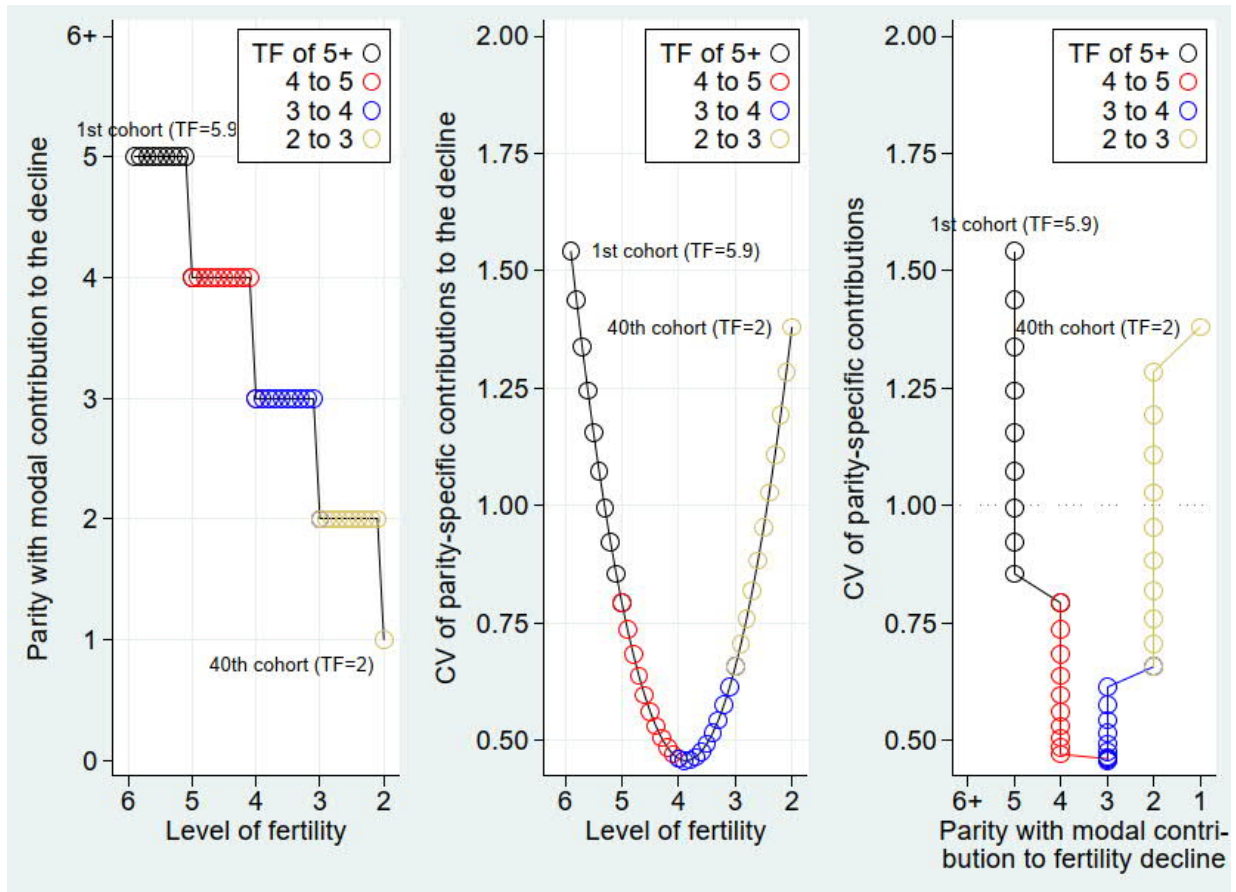 Parity with modal contribution to the decline
6+
5
4
3
2
1
0
TF of 5+
4 to 5
3 to 4
2 to 3
1st cohort (TF=5.9
40th cohort (TF=2)
6 5 4 3 2
Level of fertility
CV of parity-specific contributions to the decline
2.00
1.75
1.50
1.25
1.00
0.75
0.50
TF of 5+
4 to 5
3 to 4
2 to 3
1st cohort (TF=5.9)
40th cohort (TF=2)
6 5 4 3 2
Level of fertility
CV of parity-specific contributions
2.00
1.75
1.50
1.25
1.00
0.75
0.50
TF of 5+
4 to 5
3 to 4
2 to 3
1st cohort (TF=5.9)
40th cohort (TF=2)
6+ 5 4 3 2 1
Parity with modal contri-
bution to fertility decline